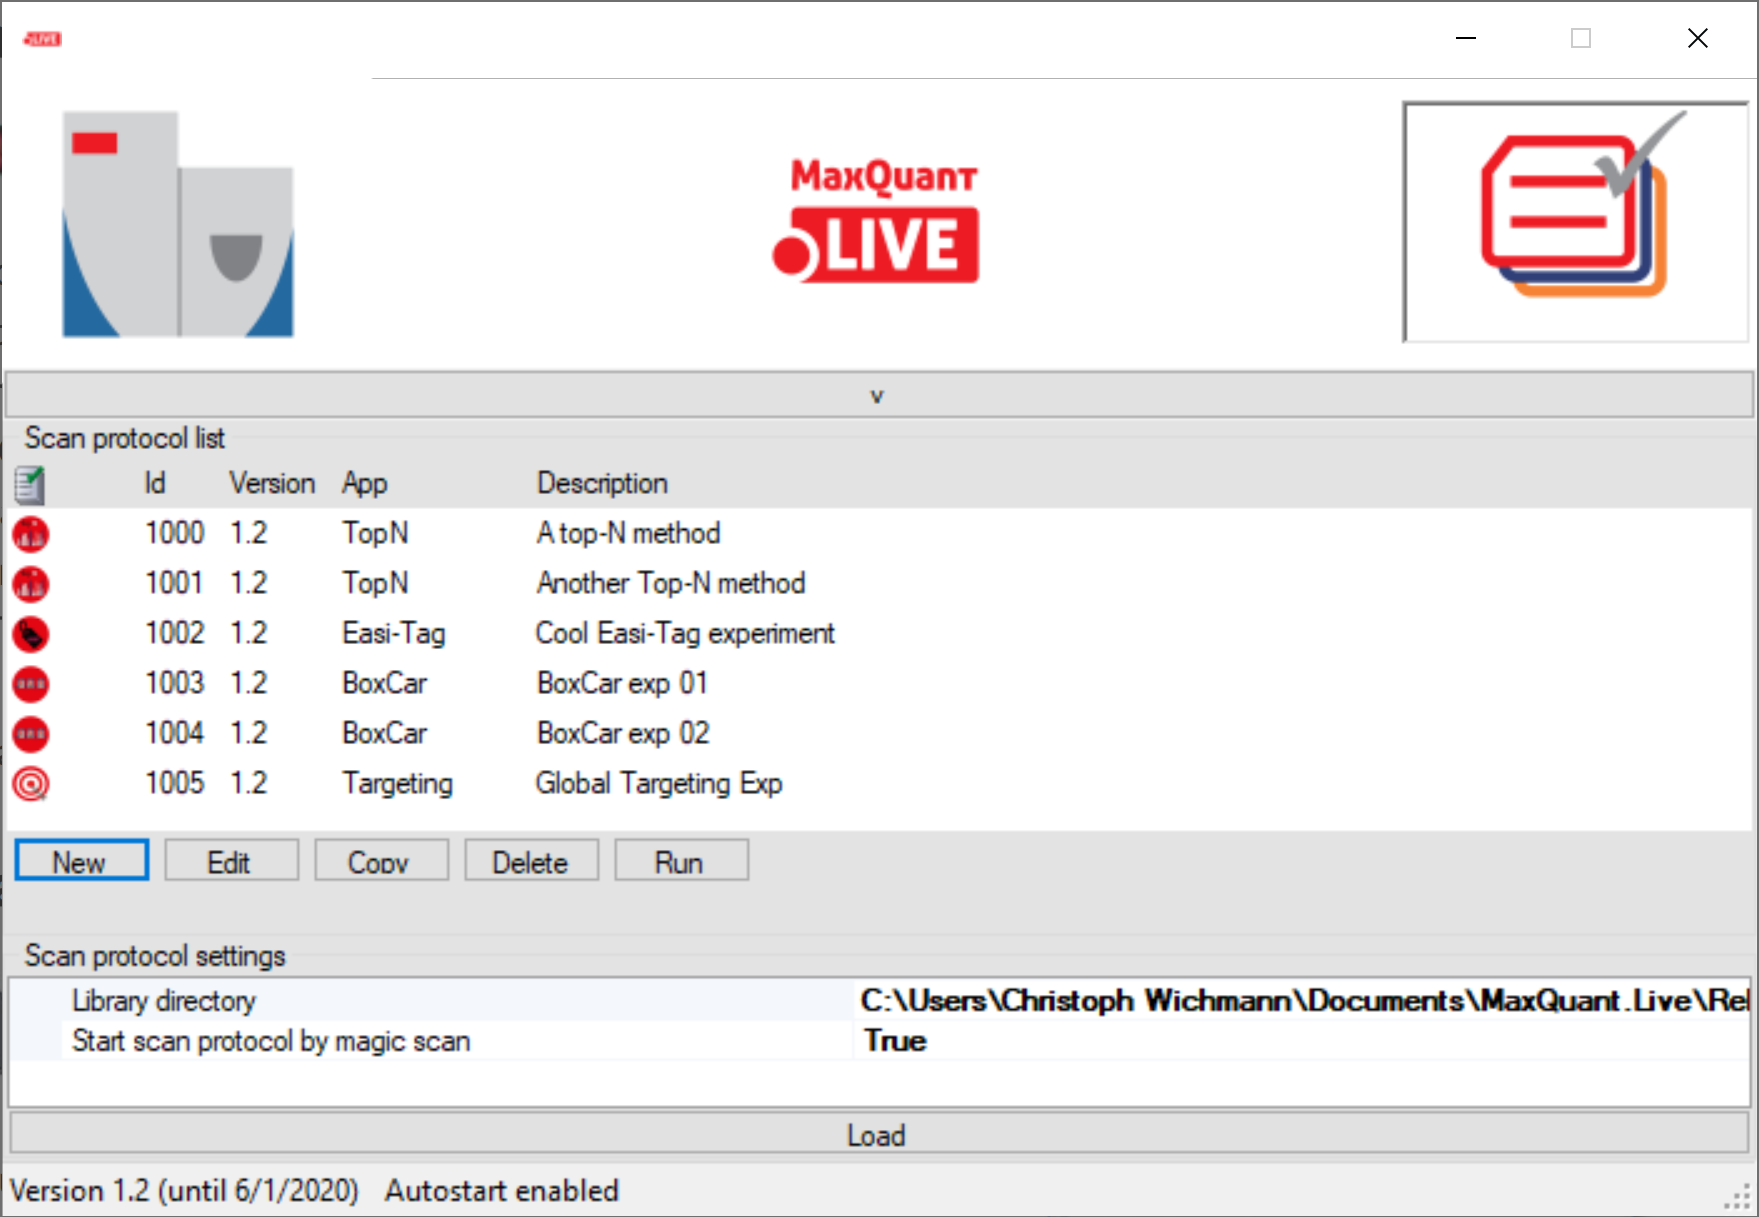 LIVE
MaxQuant
LIVE
v
Scan protocol list
Id Version App Description
1000 1.2 TopN A top-N method
1001 1.2 TopN Another Top-N method
1002 1.2 Easi-Tag Cool Easi-Tag experiment
1003 1.2 BoxCar BoxCar exp 01
1004 1.2 BoxCar BoxCar exp 02
1005 1.2 Targeting Global Targeting Exp
New Edit Copy Delete Run
Scan protocol settings
Library directory C:\Users\Christoph Wichmann\Documents\MaxQuant.Live\Rel
Start scan protocol by magic scan True
Load
Version 1.2 (until 6/1/2020) Autostart enabled